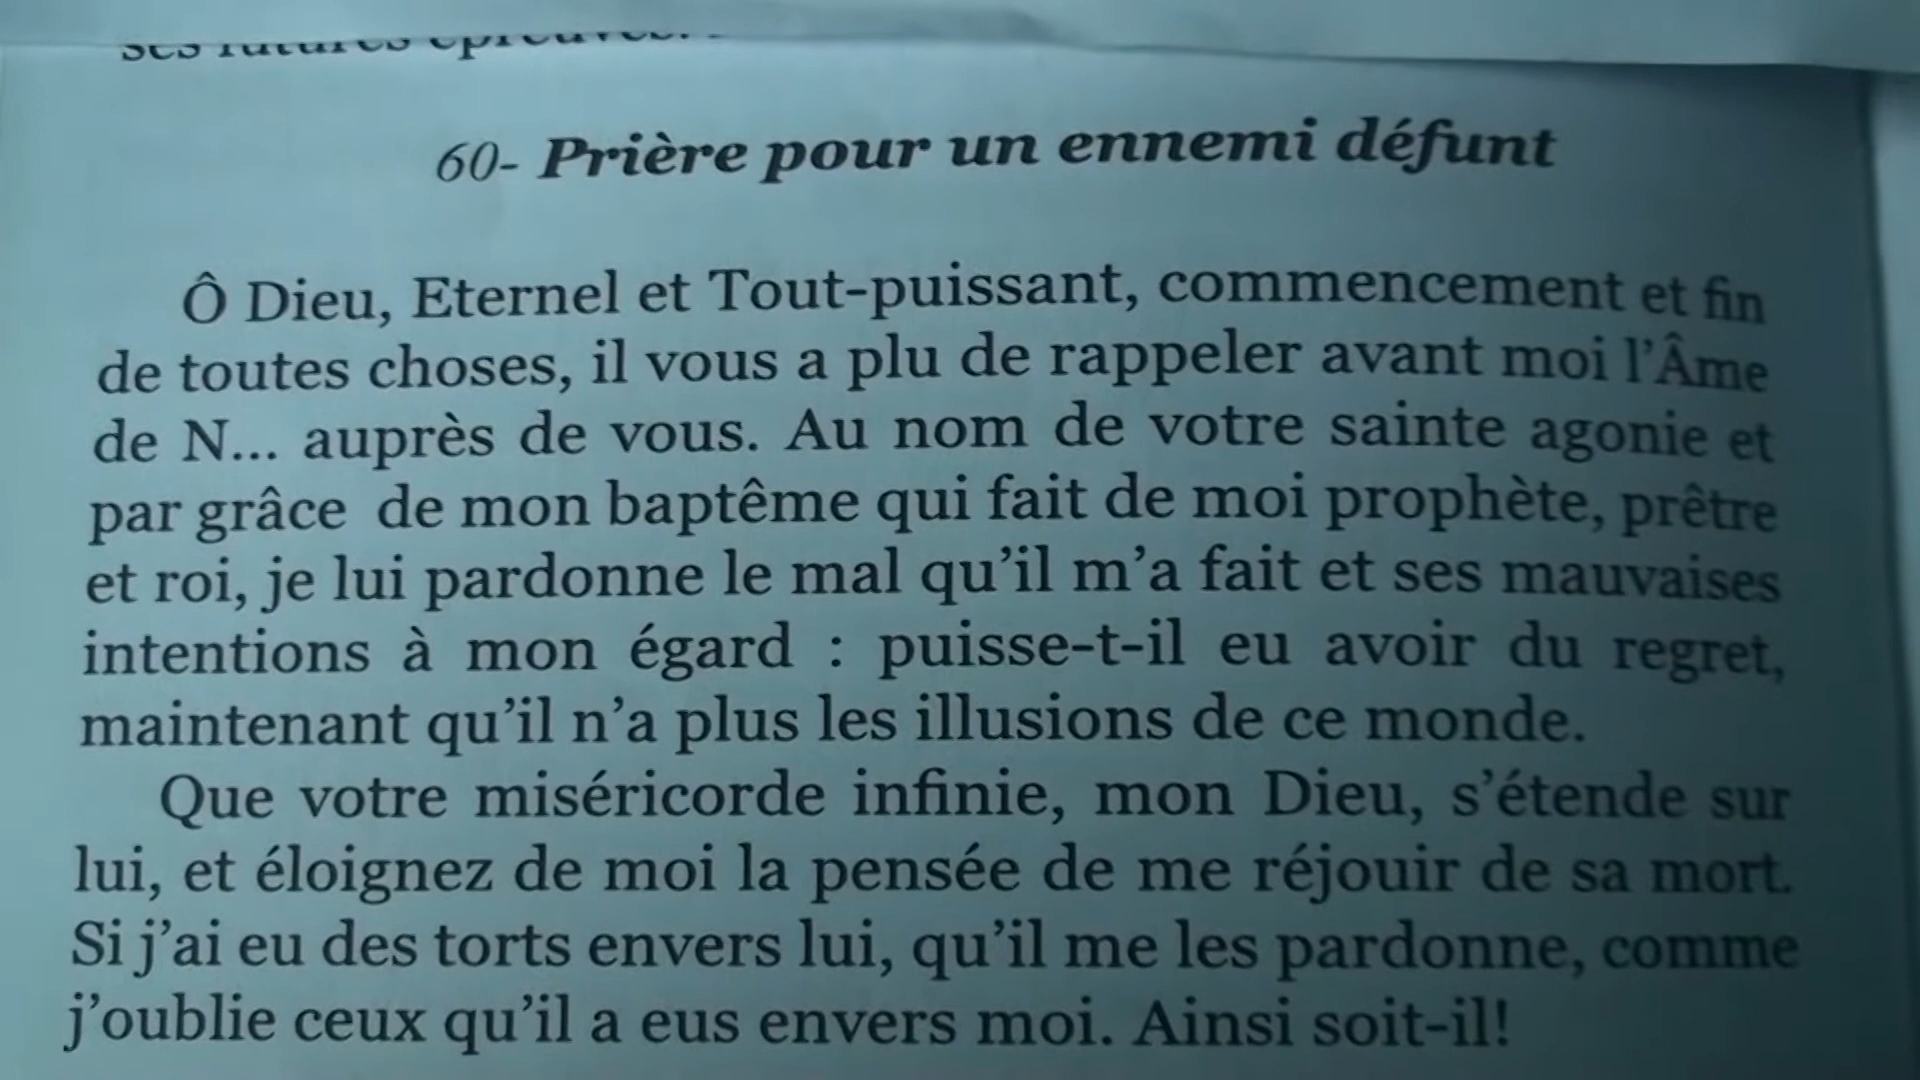 ses futures épreuves.
60- Prière pour un ennemi défunt
Ô Dieu, Eternel et Tout-puissant, commencement et fin
de toutes choses, il vous a plu de rappeler avant moi l'Âme
de N... auprès de vous. Au nom de votre sainte agonie et
par grâce de mon baptême qui fait de moi prophète, prêtre
et roi, je lui pardonne le mal qu'il m'a fait et ses mauvaises
intentions à mon égard : puisse-t-il eu avoir du regret,
maintenant qu'il n'a plus les illusions de ce monde.
Que votre miséricorde infinie, mon Dieu, s'étende sur
lui, et éloignez de moi la pensée de me réjouir de sa mort.
Si j'ai eu des torts envers lui, qu'il me les pardonne, comme
j'oublie ceux qu'il a eus envers moi. Ainsi soit-il!